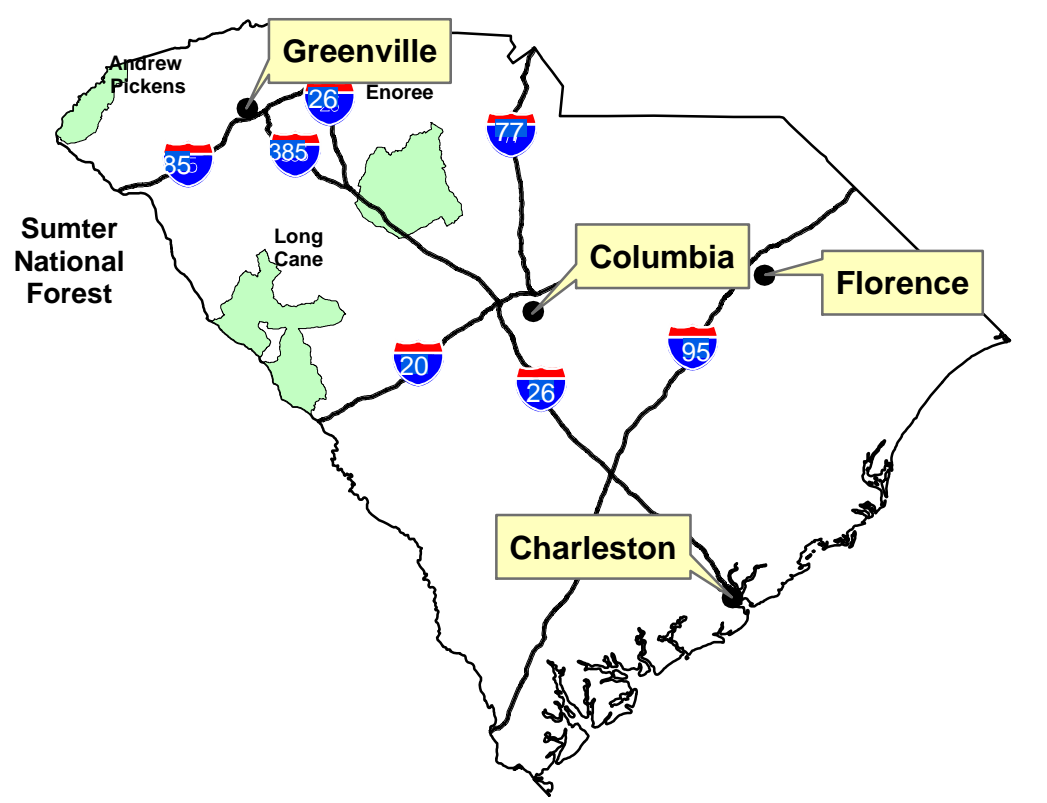 Greenville
Andrew
Pickens
Enoree
26
77
85
385
Sumter
National
Forest
Long
Cane
Columbia
Florence
20
26
95
Charleston